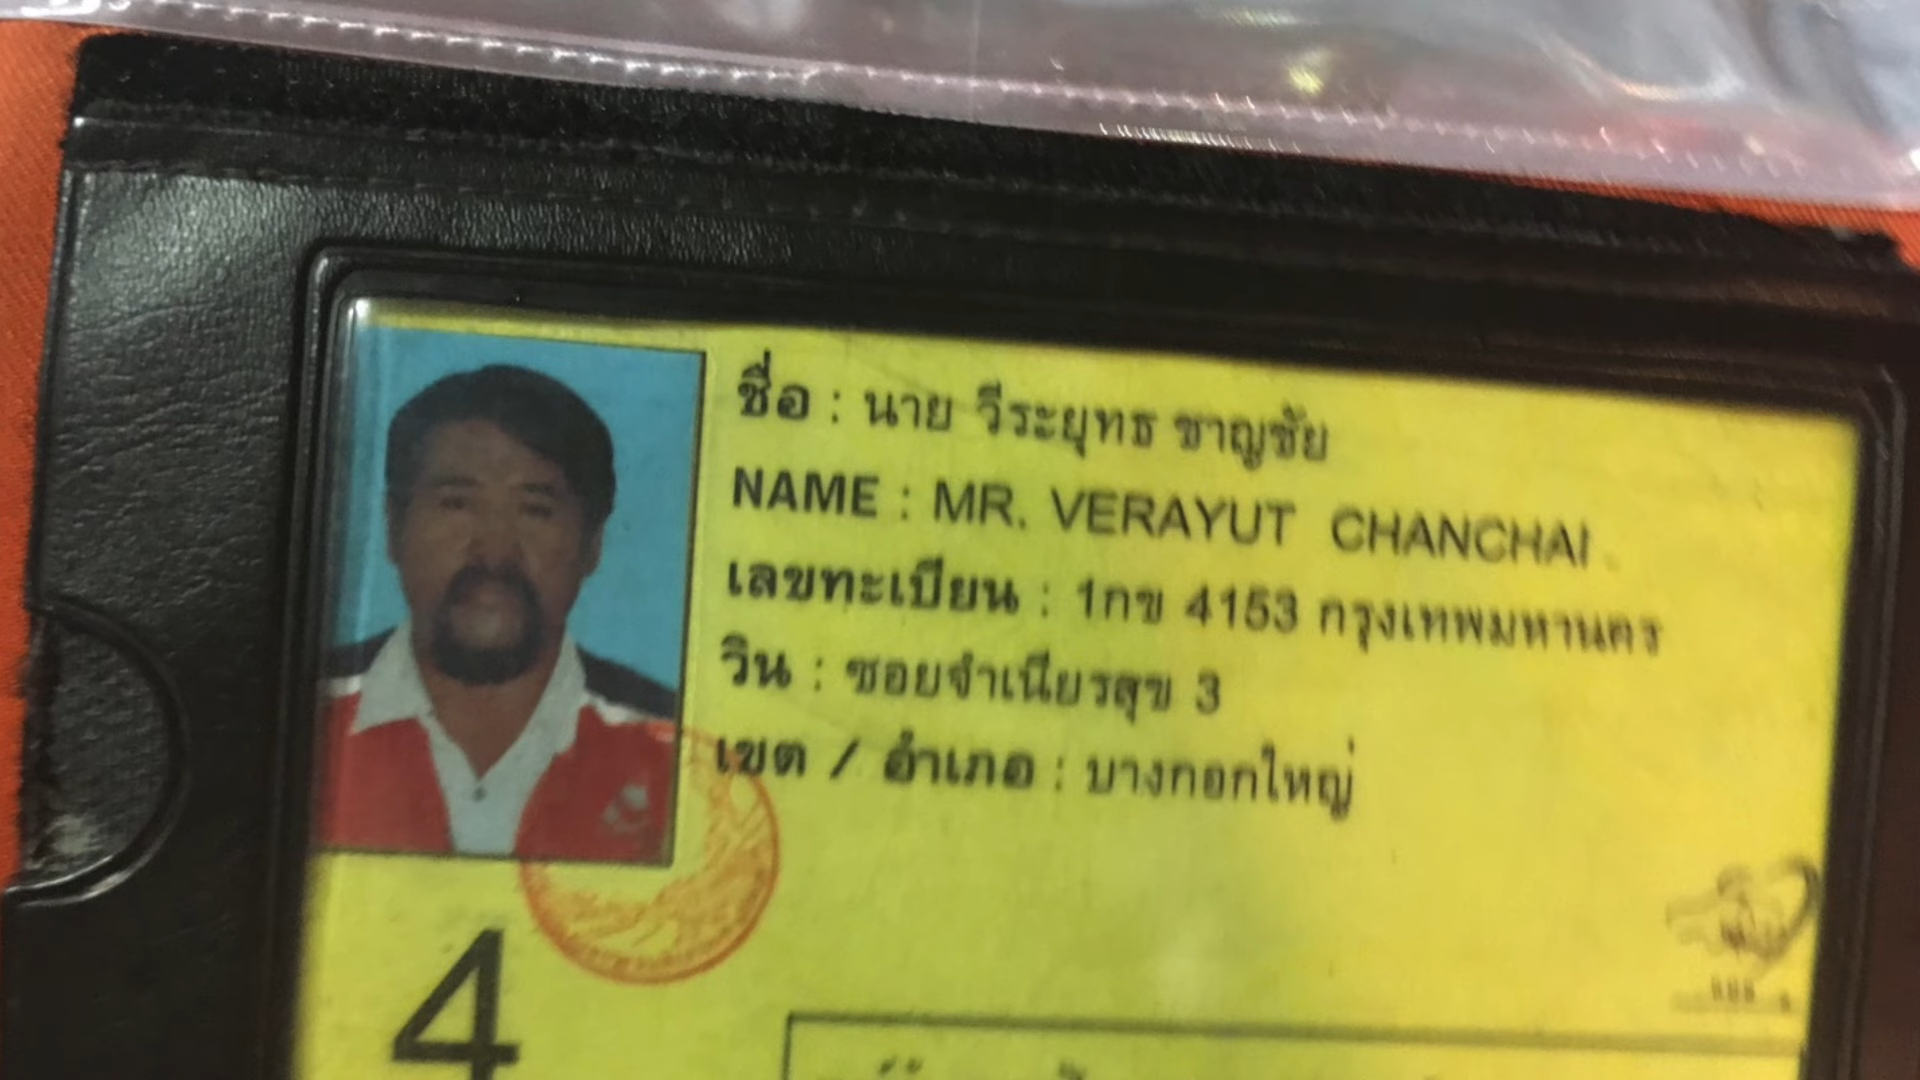 ชื่อ : นาย วีระยุทธ ชาญชัย
NAME : MR. VERAYUT CHANCHAI
เลขทะเบียน : 1กข 4153 กรุงเทพมหานคร
วิน : ซอยจำเนียรสุข 3
เขต / อำเภอ : บางกอกใหญ่
4